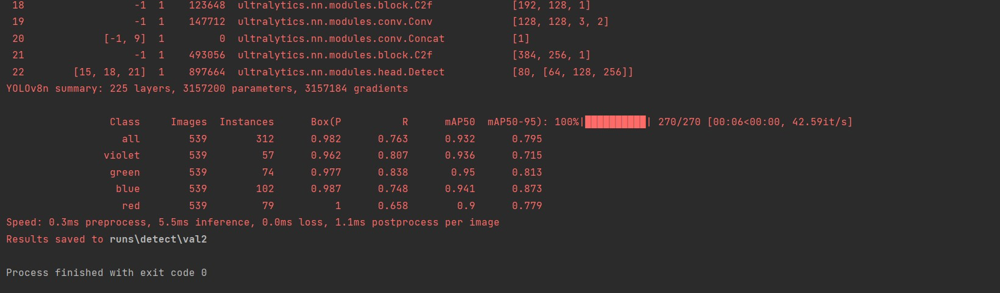 18 -1 1 123648 ultralytics.nn.modules.block.C2f [192, 128, 1]
19 -1 1 147712 ultralytics.nn.modules.conv.Conv [128, 128, 3, 2]
20 [-1, 9] 1 0 ultralytics.nn.modules.conv.Concat [1]
21 -1 1 493056 ultralytics.nn.modules.block.C2f [384, 256, 1]
22 [15, 18, 21] 1 897664 ultralytics.nn.modules.head.Detect [80, [64, 128, 256]]
YOLOv8n summary: 225 layers, 3157200 parameters, 3157184 gradients
Class Images Instances Box(P R mAP50 mAP50-95): 100%|██████████| 270/270 [00:06<00:00, 42.59it/s]
all 539 312 0.982 0.763 0.932 0.795
violet 539 57 0.962 0.807 0.936 0.715
green 539 74 0.977 0.838 0.95 0.813
blue 539 102 0.987 0.748 0.941 0.873
red 539 79 1 0.658 0.9 0.779
Speed: 0.3ms preprocess, 5.5ms inference, 0.0ms loss, 1.1ms postprocess per image
Results saved to runs\detect\val2
Process finished with exit code 0